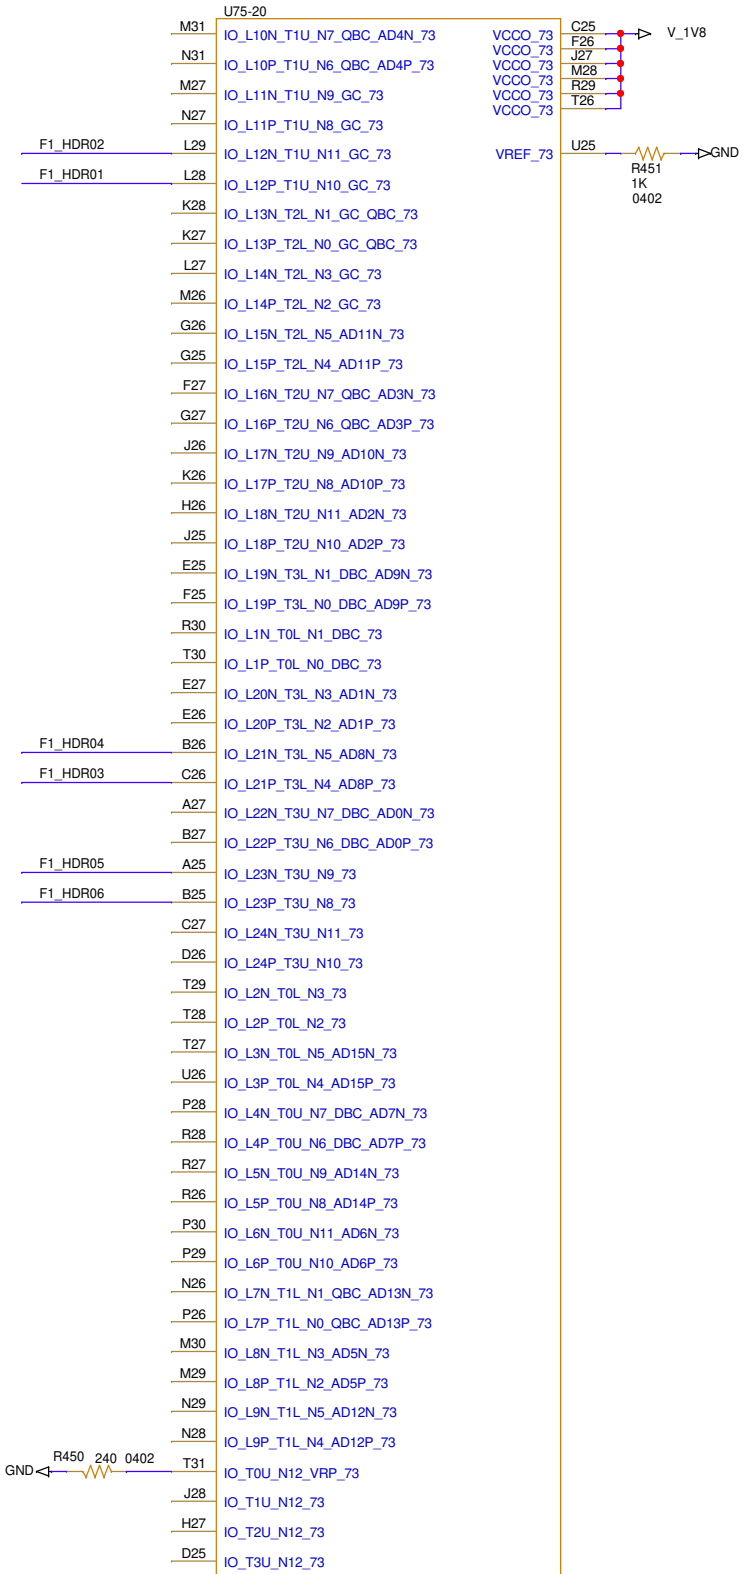 U75-20
M31 IO_L10N_T1U_N7_QBC_AD4N_73 VCCO_73 C25 V_1V8
VCCO_73 F26
N31 IO_L10P_T1U_N6_QBC_AD4P_73 VCCO_73 J27
VCCO_73 M28
M27 IO_L11N_T1U_N9_GC_73 VCCO_73 R29
VCCO_73 T26
N27 IO_L11P_T1U_N8_GC_73
F1_HDR02 L29 IO_L12N_T1U_N11_GC_73 VREF_73 U25 GND
R451
1K
0402
F1_HDR01 L28 IO_L12P_T1U_N10_GC_73
K28 IO_L13N_T2L_N1_GC_QBC_73
K27 IO_L13P_T2L_N0_GC_QBC_73
L27 IO_L14N_T2L_N3_GC_73
M26 IO_L14P_T2L_N2_GC_73
G26 IO_L15N_T2L_N5_AD11N_73
G25 IO_L15P_T2L_N4_AD11P_73
F27 IO_L16N_T2U_N7_QBC_AD3N_73
G27 IO_L16P_T2U_N6_QBC_AD3P_73
J26 IO_L17N_T2U_N9_AD10N_73
K26 IO_L17P_T2U_N8_AD10P_73
H26 IO_L18N_T2U_N11_AD2N_73
J25 IO_L18P_T2U_N10_AD2P_73
E25 IO_L19N_T3L_N1_DBC_AD9N_73
F25 IO_L19P_T3L_N0_DBC_AD9P_73
R30 IO_L1N_T0L_N1_DBC_73
T30 IO_L1P_T0L_N0_DBC_73
E27 IO_L20N_T3L_N3_AD1N_73
E26 IO_L20P_T3L_N2_AD1P_73
F1_HDR04 B26 IO_L21N_T3L_N5_AD8N_73
F1_HDR03 C26 IO_L21P_T3L_N4_AD8P_73
A27 IO_L22N_T3U_N7_DBC_AD0N_73
B27 IO_L22P_T3U_N6_DBC_AD0P_73
F1_HDR05 A25 IO_L23N_T3U_N9_73
F1_HDR06 B25 IO_L23P_T3U_N8_73
C27 IO_L24N_T3U_N11_73
D26 IO_L24P_T3U_N10_73
T29 IO_L2N_T0L_N3_73
T28 IO_L2P_T0L_N2_73
T27 IO_L3N_T0L_N5_AD15N_73
U26 IO_L3P_T0L_N4_AD15P_73
P28 IO_L4N_T0U_N7_DBC_AD7N_73
R28 IO_L4P_T0U_N6_DBC_AD7P_73
R27 IO_L5N_T0U_N9_AD14N_73
R26 IO_L5P_T0U_N8_AD14P_73
P30 IO_L6N_T0U_N11_AD6N_73
P29 IO_L6P_T0U_N10_AD6P_73
N26 IO_L7N_T1L_N1_QBC_AD13N_73
P26 IO_L7P_T1L_N0_QBC_AD13P_73
M30 IO_L8N_T1L_N3_AD5N_73
M29 IO_L8P_T1L_N2_AD5P_73
N29 IO_L9N_T1L_N5_AD12N_73
N28 IO_L9P_T1L_N4_AD12P_73
R450 240 0402
GND T31 IO_T0U_N12_VRP_73
J28 IO_T1U_N12_73
H27 IO_T2U_N12_73
D25 IO_T3U_N12_73